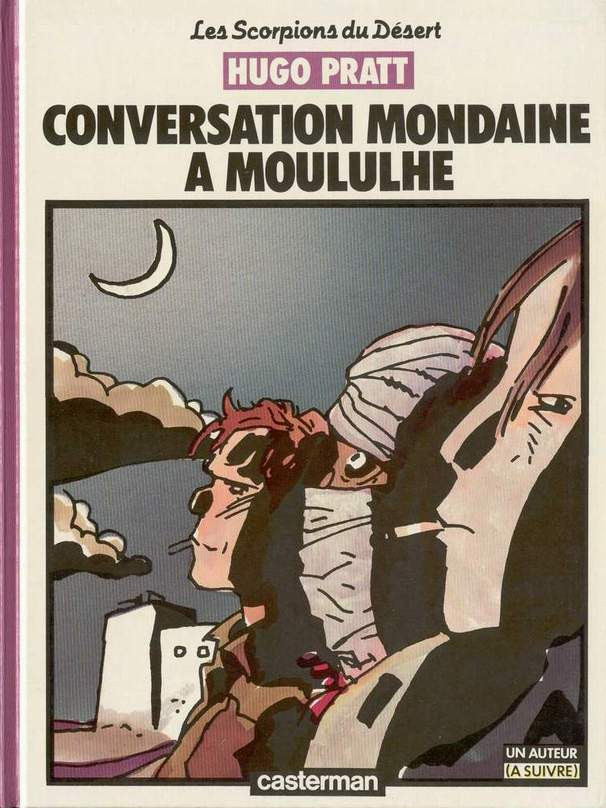 Les Scorpions du Désert
HUGO PRATT
CONVERSATION MONDAINE
A MOULULHE
UN AUTEUR
(A SUIVRE)
casterman